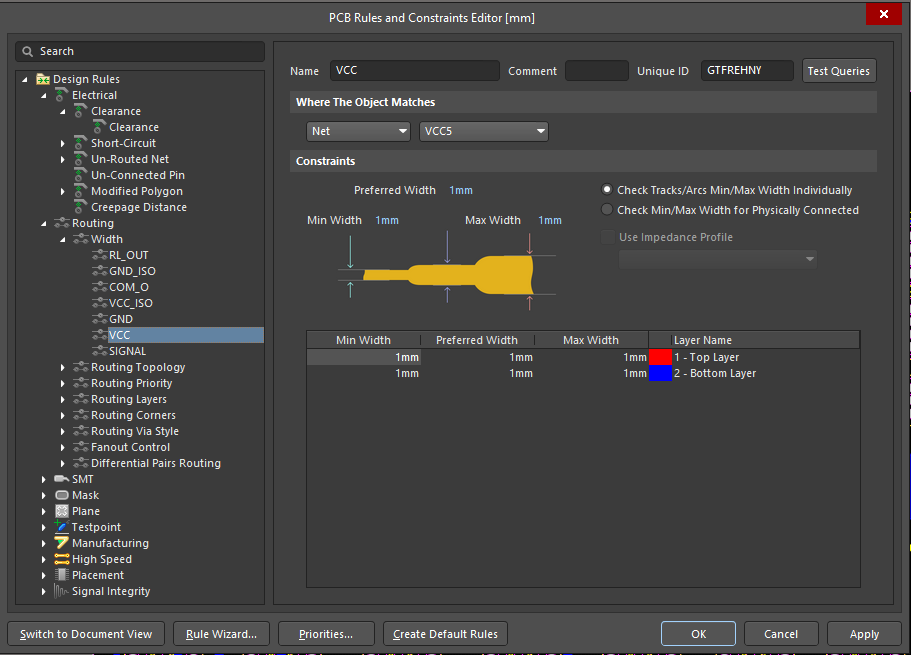 PCB Rules and Constraints Editor [mm]
Search
Design Rules
Electrical
Clearance
Clearance
Short-Circuit
Un-Routed Net
Un-Connected Pin
Modified Polygon
Creepage Distance
Routing
Width
RL_OUT
GND_ISO
COM_O
VCC_ISO
GND
VCC
SIGNAL
Routing Topology
Routing Priority
Routing Layers
Routing Corners
Routing Via Style
Fanout Control
Differential Pairs Routing
SMT
Mask
Plane
Testpoint
Manufacturing
High Speed
Placement
Signal Integrity
Name VCC Comment Unique ID GTFREHNY Test Queries
Where The Object Matches
Net VCC5
Constraints
Preferred Width 1mm
Min Width 1mm Max Width 1mm
Check Tracks/Arcs Min/Max Width Individually
Check Min/Max Width for Physically Connected
Use Impedance Profile
Min Width Preferred Width Max Width Layer Name
1mm 1mm 1mm 1 - Top Layer
1mm 1mm 1mm 2 - Bottom Layer
Switch to Document View Rule Wizard... Priorities... Create Default Rules OK Cancel Apply